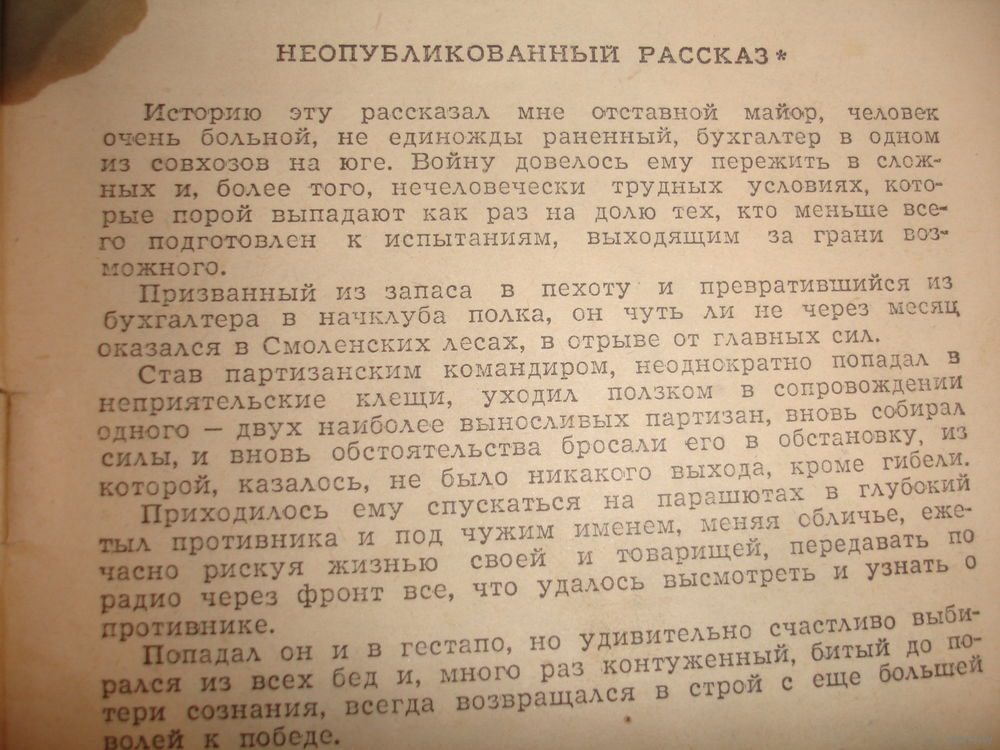 НЕОПУБЛИКОВАННЫЙ РАССКАЗ*
Историю эту рассказал мне отставной майор, человек
очень больной, не единожды раненный, бухгалтер в одном
из совхозов на юге. Войну довелось ему пережить в слож-
ных и, более того, нечеловечески трудных условиях, кото-
рые порой выпадают как раз на долю тех, кто меньше все-
го подготовлен к испытаниям, выходящим за грани воз-
можного.
Призванный из запаса в пехоту и превратившийся из
бухгалтера в начклуба полка, он чуть ли не через месяц
оказался в Смоленских лесах, в отрыве от главных сил.
Став партизанским командиром, неоднократно попадал в
неприятельские клещи, уходил ползком в сопровождении
одного — двух наиболее выносливых партизан, вновь собирал
силы, и вновь обстоятельства бросали его в обстановку, из
которой, казалось, не было никакого выхода, кроме гибели.
Приходилось ему спускаться на парашютах в глубокий
тыл противника и под чужим именем, меняя обличье, еже-
часно рискуя жизнью своей и товарищей, передавать по
радио через фронт все, что удалось высмотреть и узнать о
противнике.
Попадал он и в гестапо, но удивительно счастливо выби-
рался из всех бед и, много раз контуженный, битый до по-
тери сознания, всегда возвращался в строй с еще большей
волей к победе.